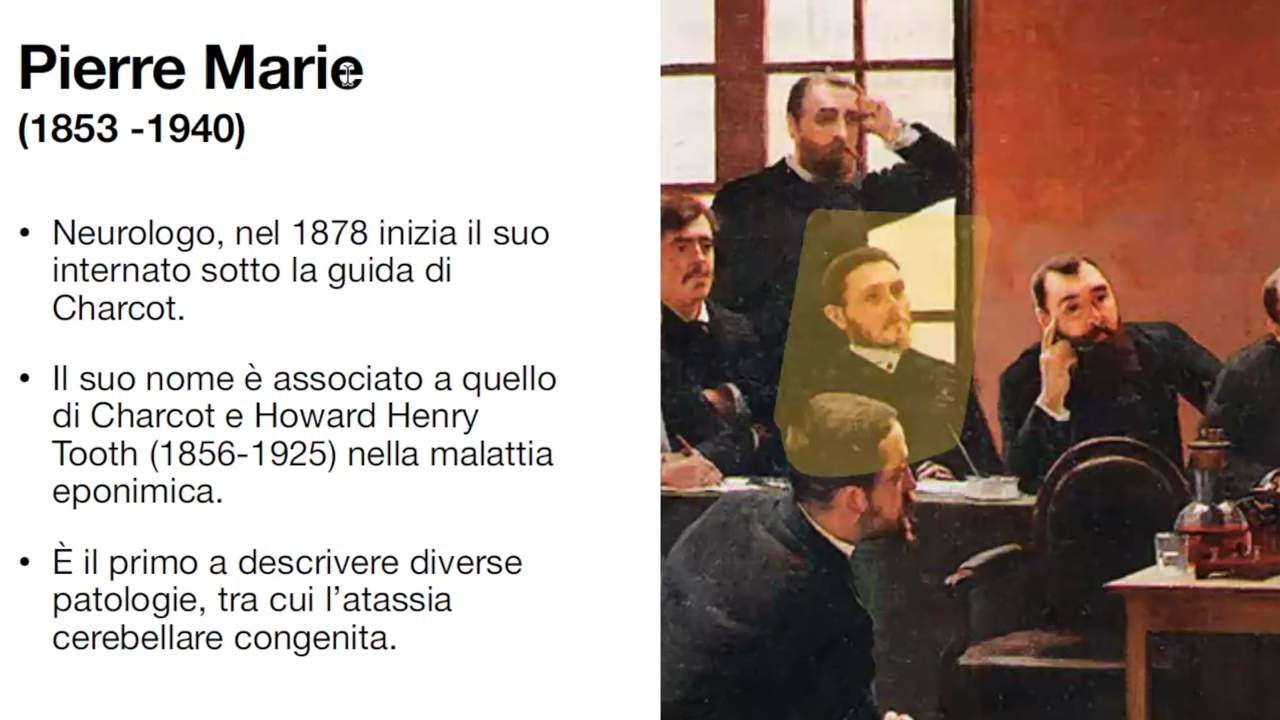 Pierre Marie
(1853 -1940)
• Neurologo, nel 1878 inizia il suo
internato sotto la guida di
Charcot.
• Il suo nome è associato a quello
di Charcot e Howard Henry
Tooth (1856-1925) nella malattia
eponimica.
• È il primo a descrivere diverse
patologie, tra cui l’atassia
cerebellare congenita.